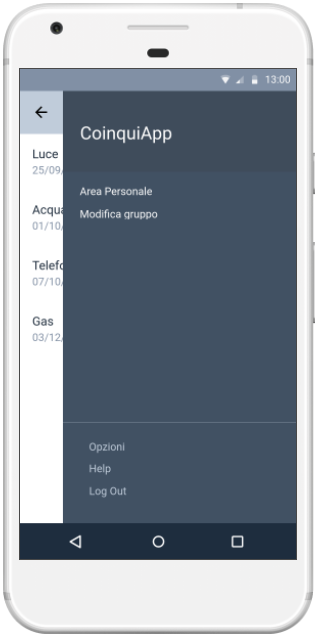 13:00
CoinquiApp
Luce
25/09/
Area Personale
Modifica gruppo
Acqua
01/10/
Telefo
07/10/
Gas
03/12/
Opzioni
Help
Log Out